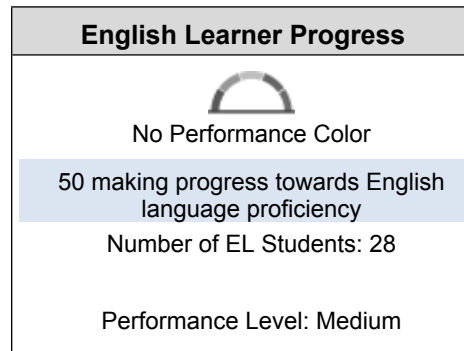 English Learner Progress
No Performance Color
50 making progress towards English
language proficiency
Number of EL Students: 28
Performance Level: Medium